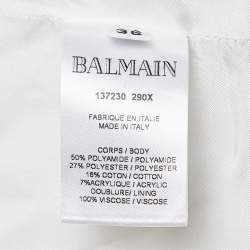 36
BALMAIN
137230 290X
FABRIQUE EN ITALIE
MADE IN ITALY
CORPS / BODY
50% POLYAMIDE / POLYAMIDE
27% POLYESTER / POLYESTER
16% COTON / COTTON
7%ACRYLIQUE / ACRYLIC
DOUBLURE/ LINING
100% VISCOSE / VISCOSE